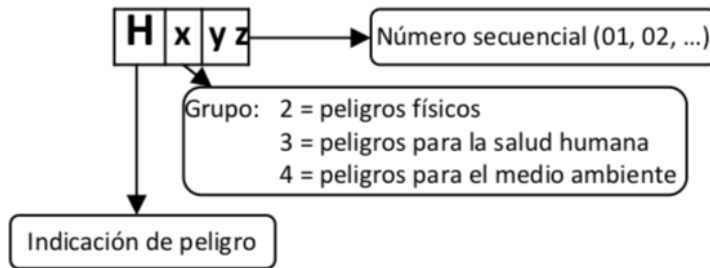 H x y z
Número secuencial (01, 02, ...)
Grupo: 2 = peligros físicos
3 = peligros para la salud humana
4 = peligros para el medio ambiente
Indicación de peligro